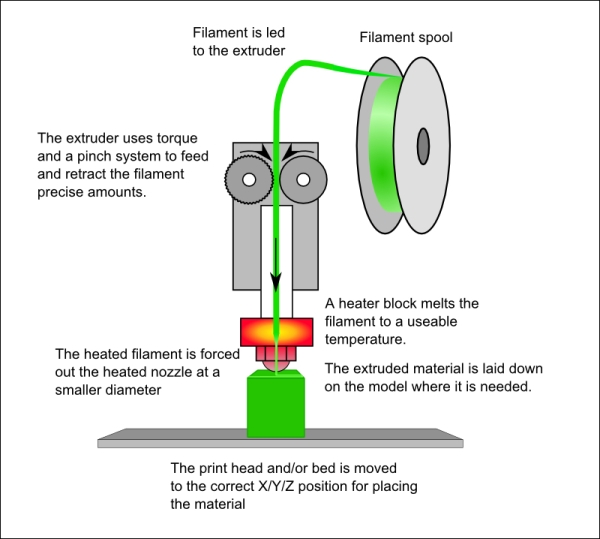 Filament is led
to the extruder
Filament spool
The extruder uses torque
and a pinch system to feed
and retract the filament
precise amounts.
A heater block melts the
filament to a useable
temperature.
The heated filament is forced
out the heated nozzle at a
smaller diameter
The extruded material is laid down
on the model where it is needed.
The print head and/or bed is moved
to the correct X/Y/Z position for placing
the material